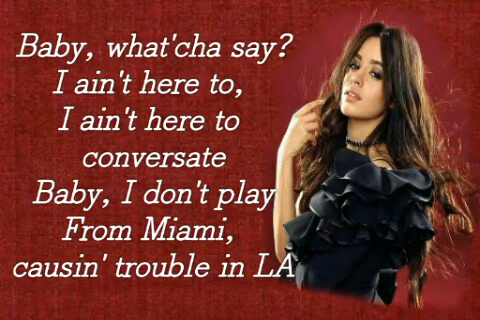 Baby, what'cha say?
I ain't here to,
I ain't here to
conversate
Baby, I don't play
From Miami,
causin' trouble in LA